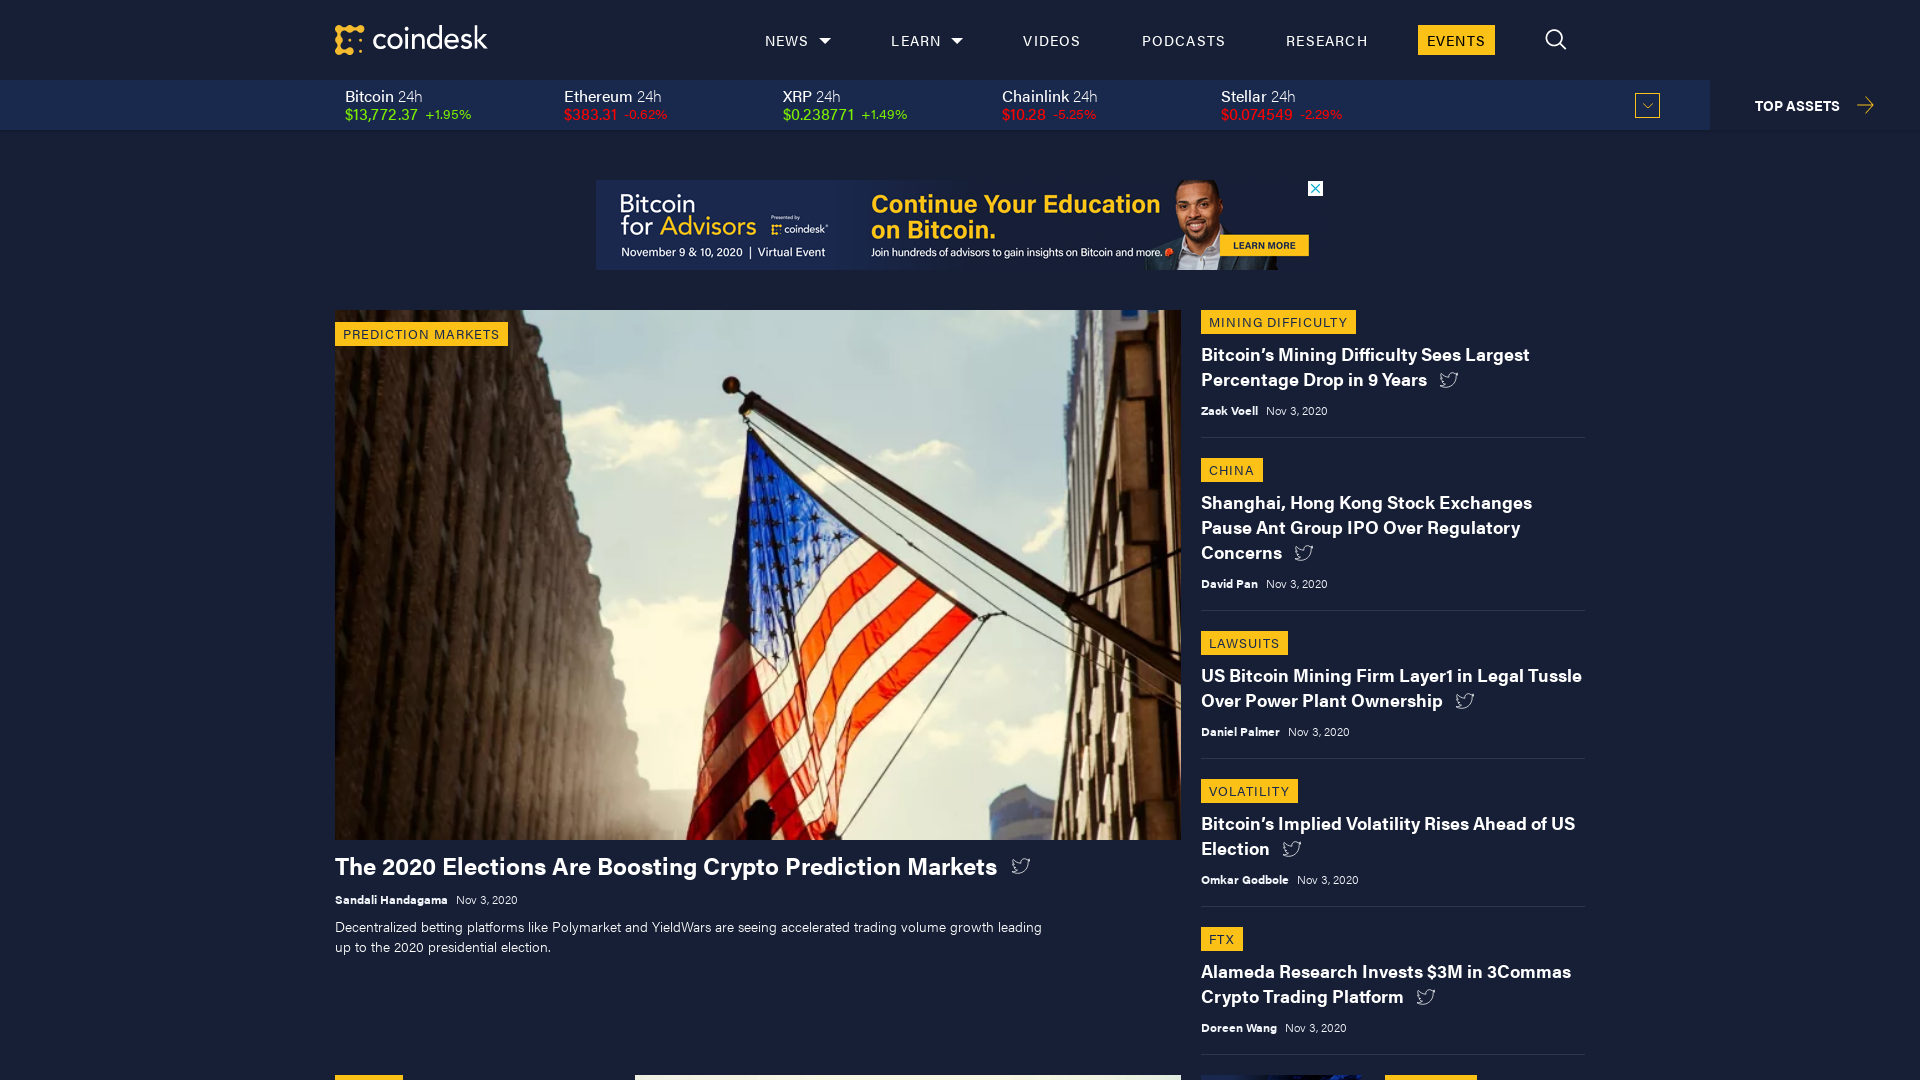 coindesk
NEWS
LEARN
VIDEOS
PODCASTS
RESEARCH
EVENTS
Bitcoin 24h
$13,772.37 +1.95%
Ethereum 24h
$383.31 -0.62%
XRP 24h
$0.238771 +1.49%
Chainlink 24h
$10.28 -5.25%
Stellar 24h
$0.074549 -2.29%
TOP ASSETS
Bitcoin
for Advisors
Presented by
coindesk
November 9 & 10, 2020 | Virtual Event
Continue Your Education
on Bitcoin.
Join hundreds of advisors to gain insights on Bitcoin and more.
LEARN MORE
PREDICTION MARKETS
The 2020 Elections Are Boosting Crypto Prediction Markets
Sandali Handagama Nov 3, 2020
Decentralized betting platforms like Polymarket and YieldWars are seeing accelerated trading volume growth leading
up to the 2020 presidential election.
MINING DIFFICULTY
Bitcoin’s Mining Difficulty Sees Largest
Percentage Drop in 9 Years
Zack Voell Nov 3, 2020
CHINA
Shanghai, Hong Kong Stock Exchanges
Pause Ant Group IPO Over Regulatory
Concerns
David Pan Nov 3, 2020
LAWSUITS
US Bitcoin Mining Firm Layer1 in Legal Tussle
Over Power Plant Ownership
Daniel Palmer Nov 3, 2020
VOLATILITY
Bitcoin’s Implied Volatility Rises Ahead of US
Election
Omkar Godbole Nov 3, 2020
FTX
Alameda Research Invests $3M in 3Commas
Crypto Trading Platform
Doreen Wang Nov 3, 2020